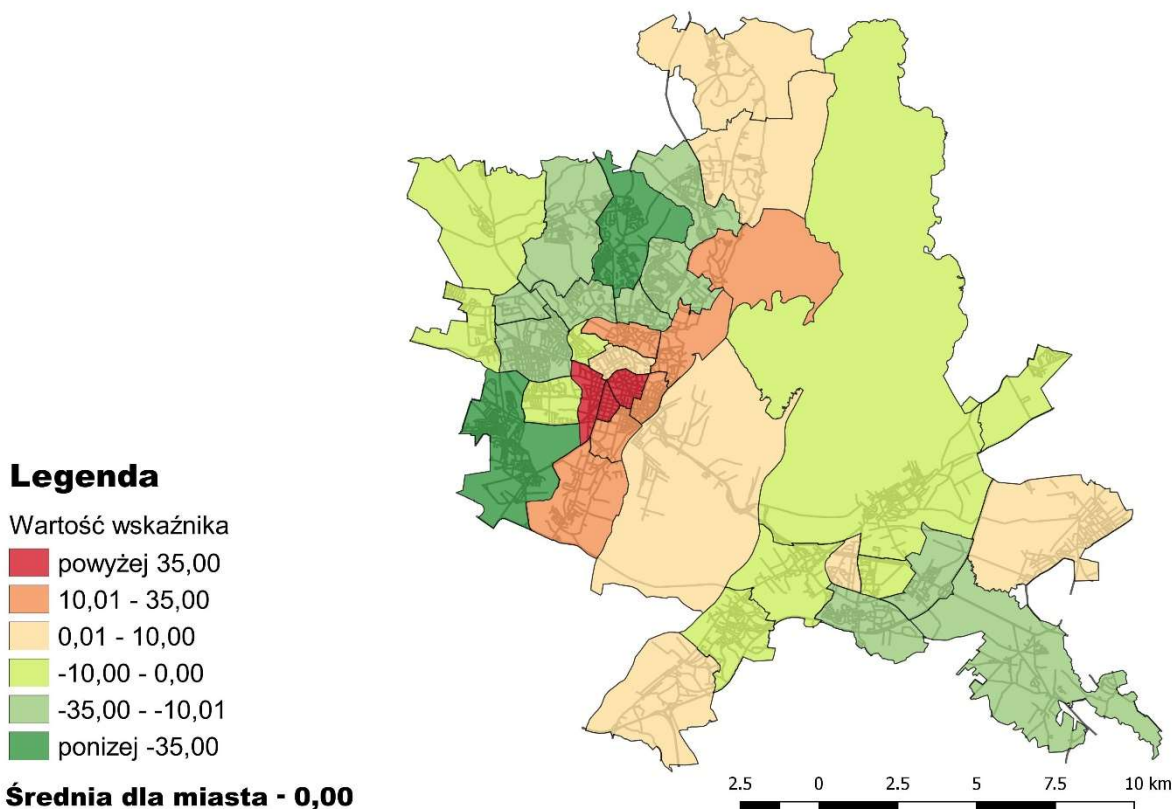 Legenda
Wartość wskaźnika
powyżej 35,00
10,01 - 35,00
0,01 - 10,00
-10,00 - 0,00
-35,00 - -10,01
ponizej -35,00
Średnia dla miasta - 0,00
2.5 0 2.5 5 7.5 10 km